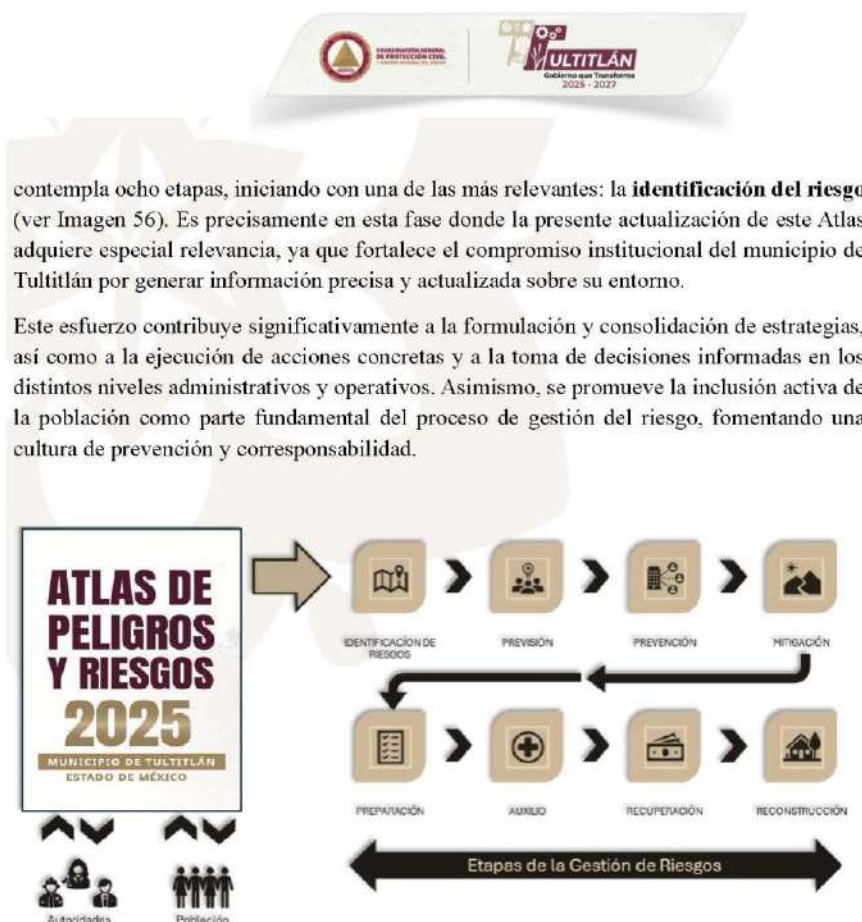 COORDINACIÓN GENERAL
DE PROTECCIÓN CIVIL
TULTITLÁN
Gobierno que Transforma
2025 - 2027
contempla ocho etapas, iniciando con una de las más relevantes: la identificación del riesgo
(ver Imagen 56). Es precisamente en esta fase donde la presente actualización de este Atlas
adquiere especial relevancia, ya que fortalece el compromiso institucional del municipio de
Tultitlán por generar información precisa y actualizada sobre su entorno.
Este esfuerzo contribuye significativamente a la formulación y consolidación de estrategias,
así como a la ejecución de acciones concretas y a la toma de decisiones informadas en los
distintos niveles administrativos y operativos. Asimismo, se promueve la inclusión activa de
la población como parte fundamental del proceso de gestión del riesgo, fomentando una
cultura de prevención y corresponsabilidad.
ATLAS DE
PELIGROS
Y RIESGOS
2025
MUNICIPIO DE TULTITLÁN
ESTADO DE MÉXICO
Autoridades
Población
IDENTIFICACÍON DE
RIESGOS
PREVISIÓN
PREVENCIÓN
MITIGACIÓN
PREPARACIÓN
AUXILIO
RECUPERACIÓN
RECONSTRUCCIÓN
Etapas de la Gestión de Riesgos